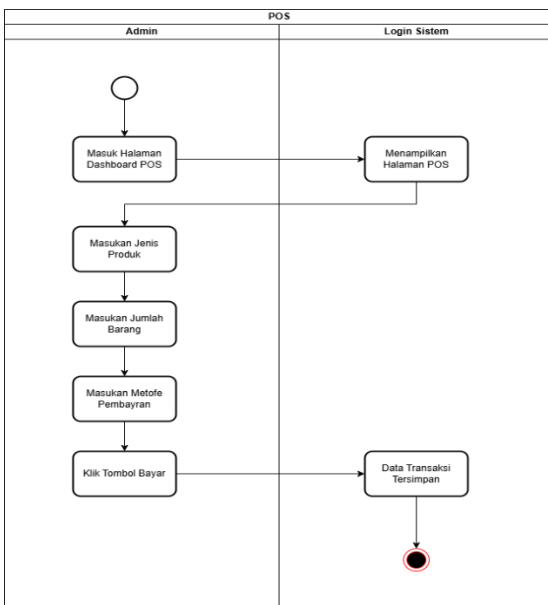 POS
Admin
Login Sistem
Masuk Halaman
Dashboard POS
Menampilkan
Halaman POS
Masukan Jenis
Produk
Masukan Jumlah
Barang
Masukan Metofe
Pembayran
Klik Tombol Bayar
Data Transaksi
Tersimpan